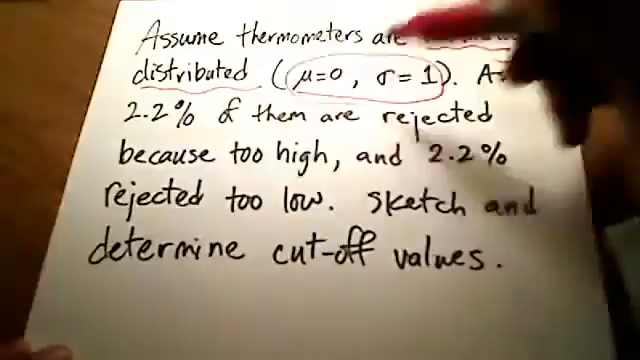 Assume thermometers are
distributed (μ=0, σ=1). A
2.2% of them are rejected
because too high, and 2.2%
rejected too low. Sketch and
determine cut-off values.